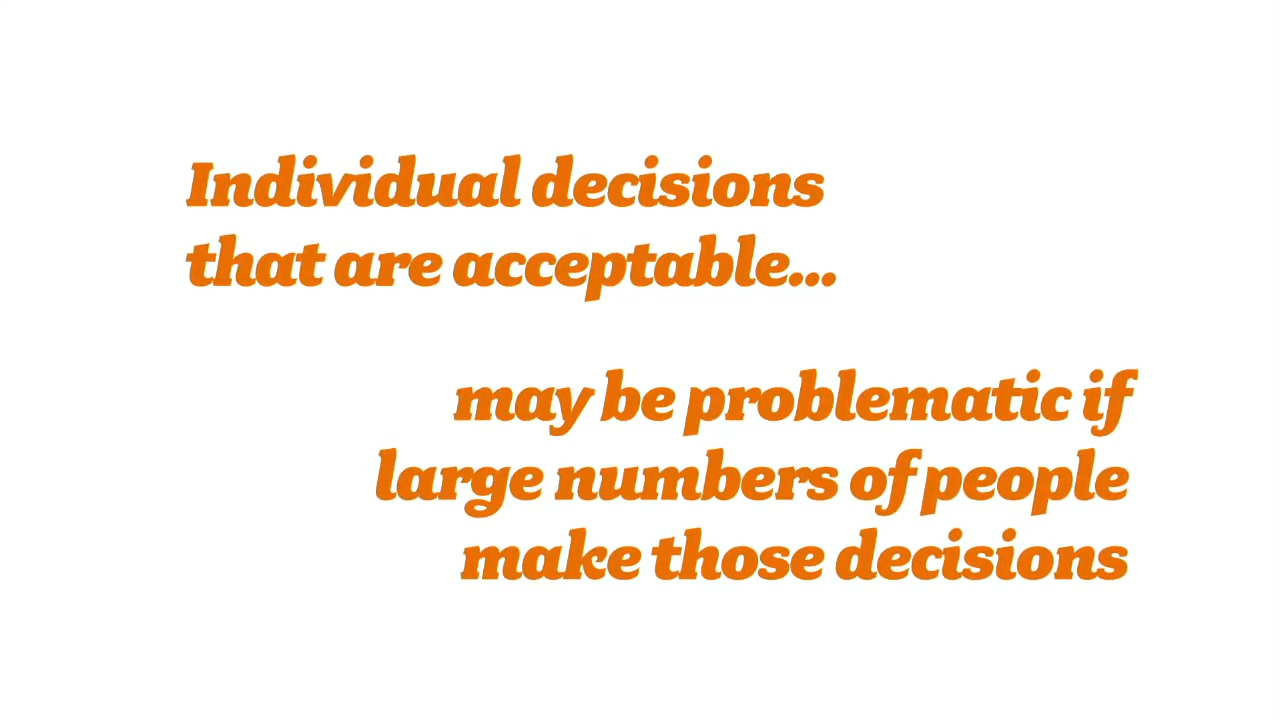 Individual decisions
that are acceptable...
may be problematic if
large numbers of people
make those decisions